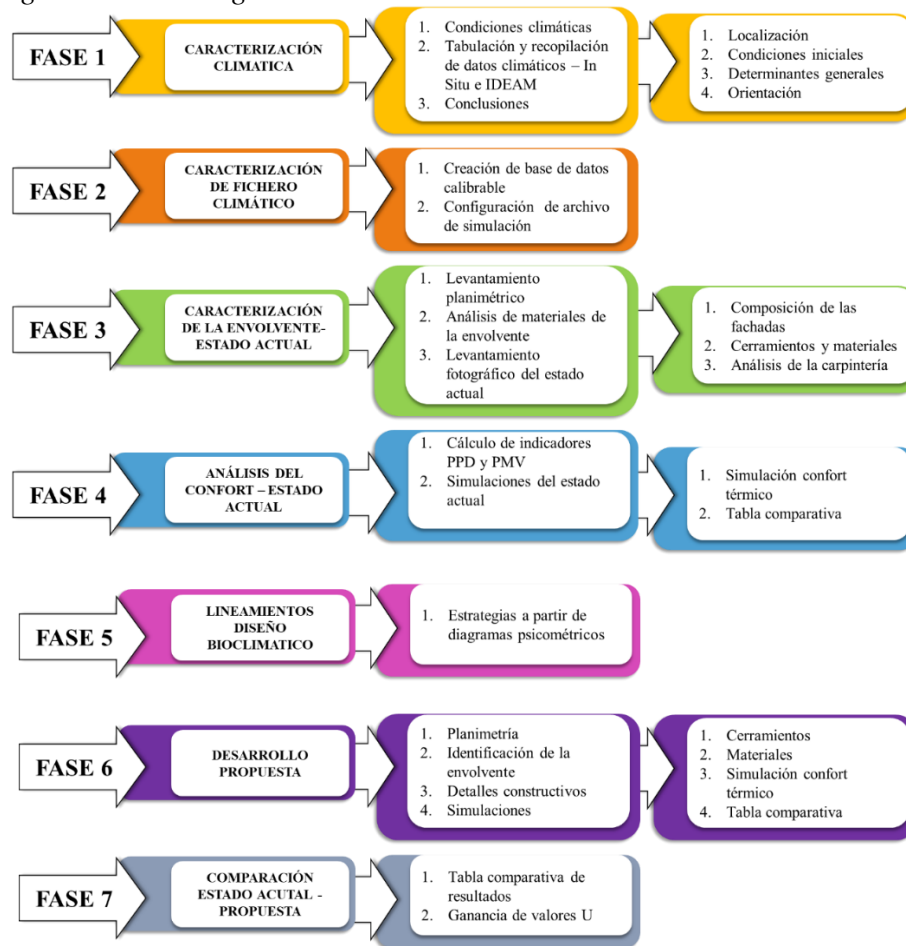 FASE 1
CARACTERIZACIÓN
CLIMATICA
1. Condiciones climáticas
2. Tabulación y recopilación
de datos climáticos – In
Situ e IDEAM
3. Conclusiones
1. Localización
2. Condiciones iniciales
3. Determinantes generales
4. Orientación
FASE 2
CARACTERIZACIÓN
DE FICHERO
CLIMÁTICO
1. Creación de base de datos
calibrable
2. Configuración de archivo
de simulación
FASE 3
CARACTERIZACIÓN
DE LA ENVOLVENTE-
ESTADO ACTUAL
1. Levantamiento
planimétrico
2. Análisis de materiales de
la envolvente
3. Levantamiento
fotográfico del estado
actual
1. Composición de las
fachadas
2. Cerramientos y materiales
3. Análisis de la carpintería
FASE 4
ANÁLISIS DEL
CONFORT – ESTADO
ACTUAL
1. Cálculo de indicadores
PPD y PMV
2. Simulaciones del estado
actual
1. Simulación confort
térmico
2. Tabla comparativa
FASE 5
LINEAMIENTOS
DISEÑO
BIOCLIMATICO
1. Estrategias a partir de
diagramas psicométricos
FASE 6
DESARROLLO
PROPUESTA
1. Planimetría
2. Identificación de la
envolvente
3. Detalles constructivos
4. Simulaciones
1. Cerramientos
2. Materiales
3. Simulación confort
térmico
4. Tabla comparativa
FASE 7
COMPARACIÓN
ESTADO ACUTAL -
PROPUESTA
1. Tabla comparativa de
resultados
2. Ganancia de valores U